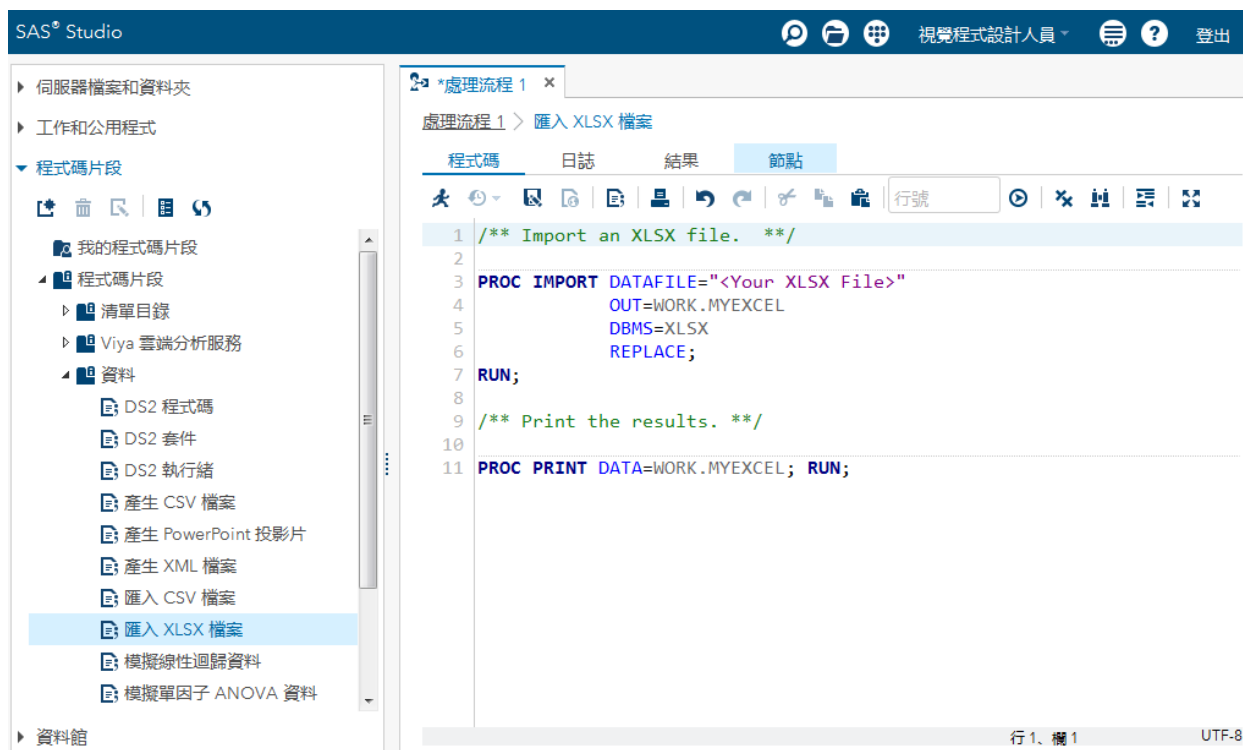 SAS® Studio
視覺程式設計人員
登出
伺服器檔案和資料夾
工作和公用程式
程式碼片段
我的程式碼片段
程式碼片段
清單目錄
Viya 雲端分析服務
資料
DS2 程式碼
DS2 套件
DS2 執行緒
產生 CSV 檔案
產生 PowerPoint 投影片
產生 XML 檔案
匯入 CSV 檔案
匯入 XLSX 檔案
模擬線性迴歸資料
模擬單因子 ANOVA 資料
資料館
*處理流程 1
處理流程 1 > 匯入 XLSX 檔案
程式碼 日誌 結果 節點
行號
1 /** Import an XLSX file. **/
2
3 PROC IMPORT DATAFILE="<Your XLSX File>"
4 OUT=WORK.MYEXCEL
5 DBMS=XLSX
6 REPLACE;
7 RUN;
8
9 /** Print the results. **/
10
11 PROC PRINT DATA=WORK.MYEXCEL; RUN;
行 1、欄 1
UTF-8